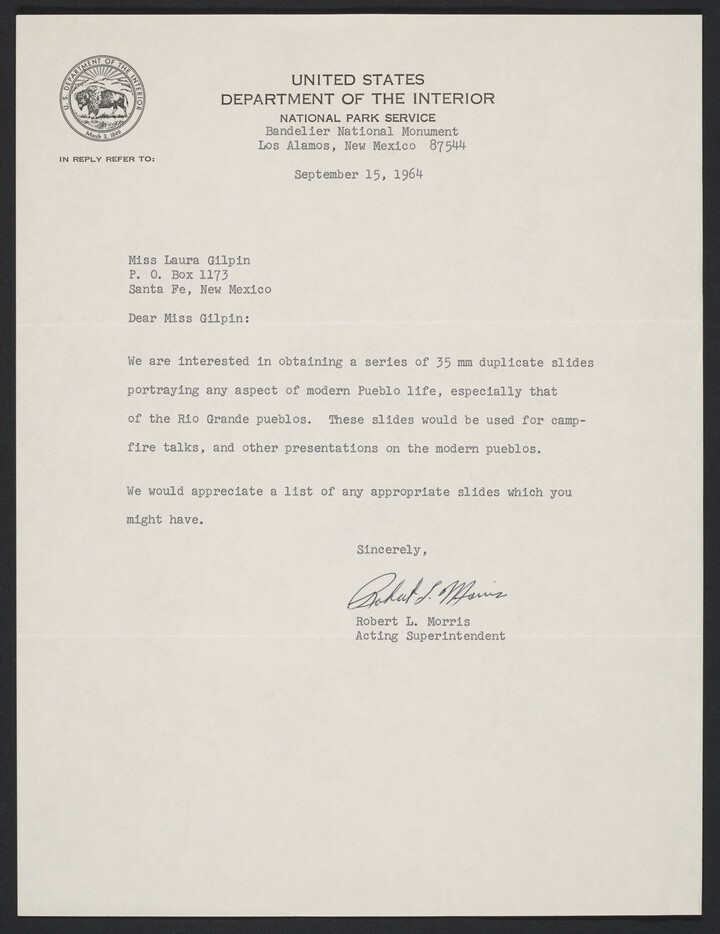 U.S. DEPARTMENT OF THE INTERIOR
March 3, 1849
IN REPLY REFER TO:
UNITED STATES
DEPARTMENT OF THE INTERIOR
NATIONAL PARK SERVICE
Bandelier National Monument
Los Alamos, New Mexico 87544
September 15, 1964
Miss Laura Gilpin
P. O. Box 1173
Santa Fe, New Mexico
Dear Miss Gilpin:
We are interested in obtaining a series of 35 mm duplicate slides
portraying any aspect of modern Pueblo life, especially that
of the Rio Grande pueblos. These slides would be used for camp-
fire talks, and other presentations on the modern pueblos.
We would appreciate a list of any appropriate slides which you
might have.
Sincerely,
Robert L. Morris
Robert L. Morris
Acting Superintendent